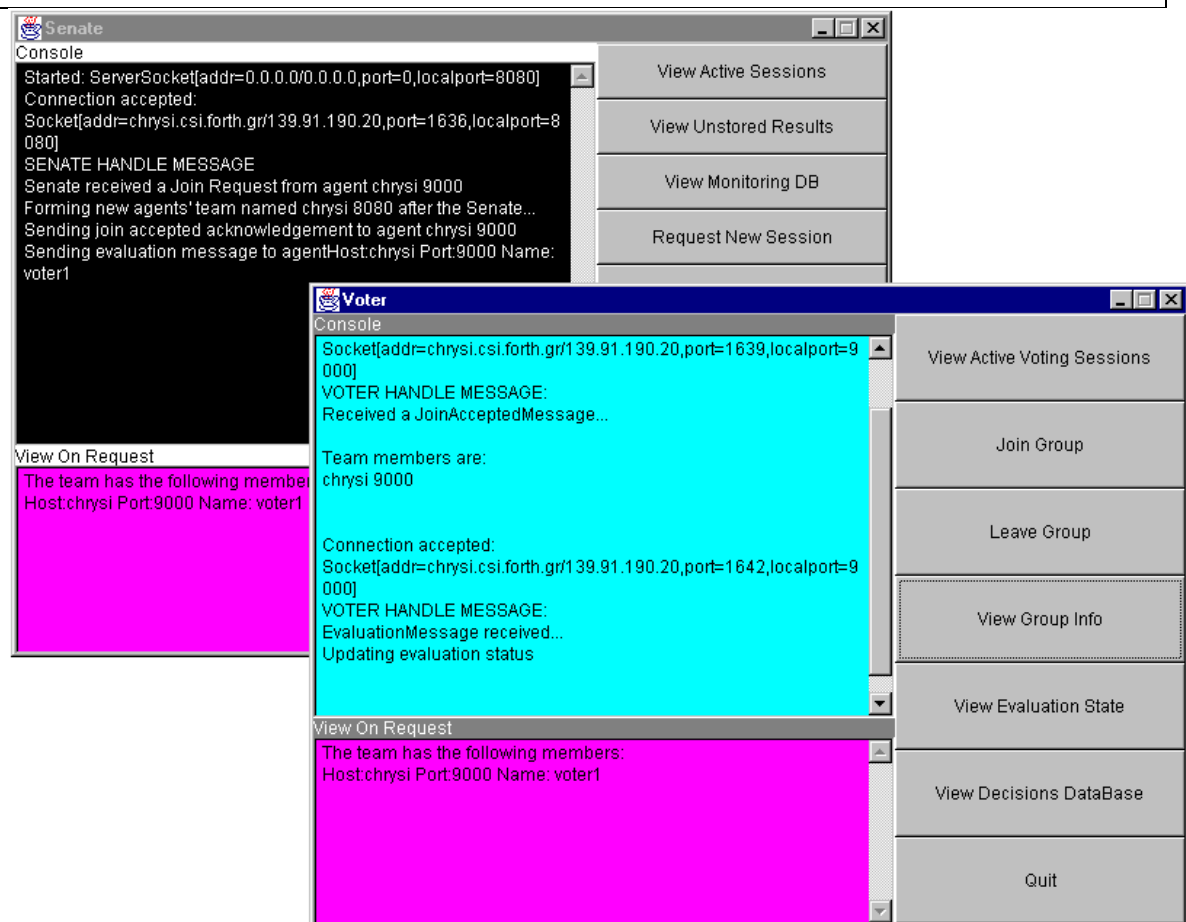 Senate
Console
Started: ServerSocket[addr=0.0.0.0/0.0.0.0,port=0,localport=8080]
Connection accepted:
Socket[addr=chrysi.csi.forth.gr/139.91.190.20,port=1636,localport=8
080]
SENATE HANDLE MESSAGE
Senate received a Join Request from agent chrysi 9000
Forming new agents' team named chrysi 8080 after the Senate...
Sending join accepted acknowledgement to agent chrysi 9000
Sending evaluation message to agentHost:chrysi Port:9000 Name:
voter1
View Active Sessions
View Unstored Results
View Monitoring DB
Request New Session
View On Request
The team has the following member
Host:chrysi Port:9000 Name: voter1
Voter
Console
Socket[addr=chrysi.csi.forth.gr/139.91.190.20,port=1639,localport=9
000]
VOTER HANDLE MESSAGE:
Received a JoinAcceptedMessage...
Team members are:
chrysi 9000
Connection accepted:
Socket[addr=chrysi.csi.forth.gr/139.91.190.20,port=1642,localport=9
000]
VOTER HANDLE MESSAGE:
EvaluationMessage received...
Updating evaluation status
View On Request
The team has the following members:
Host:chrysi Port:9000 Name: voter1
View Active Voting Sessions
Join Group
Leave Group
View Group Info
View Evaluation State
View Decisions DataBase
Quit